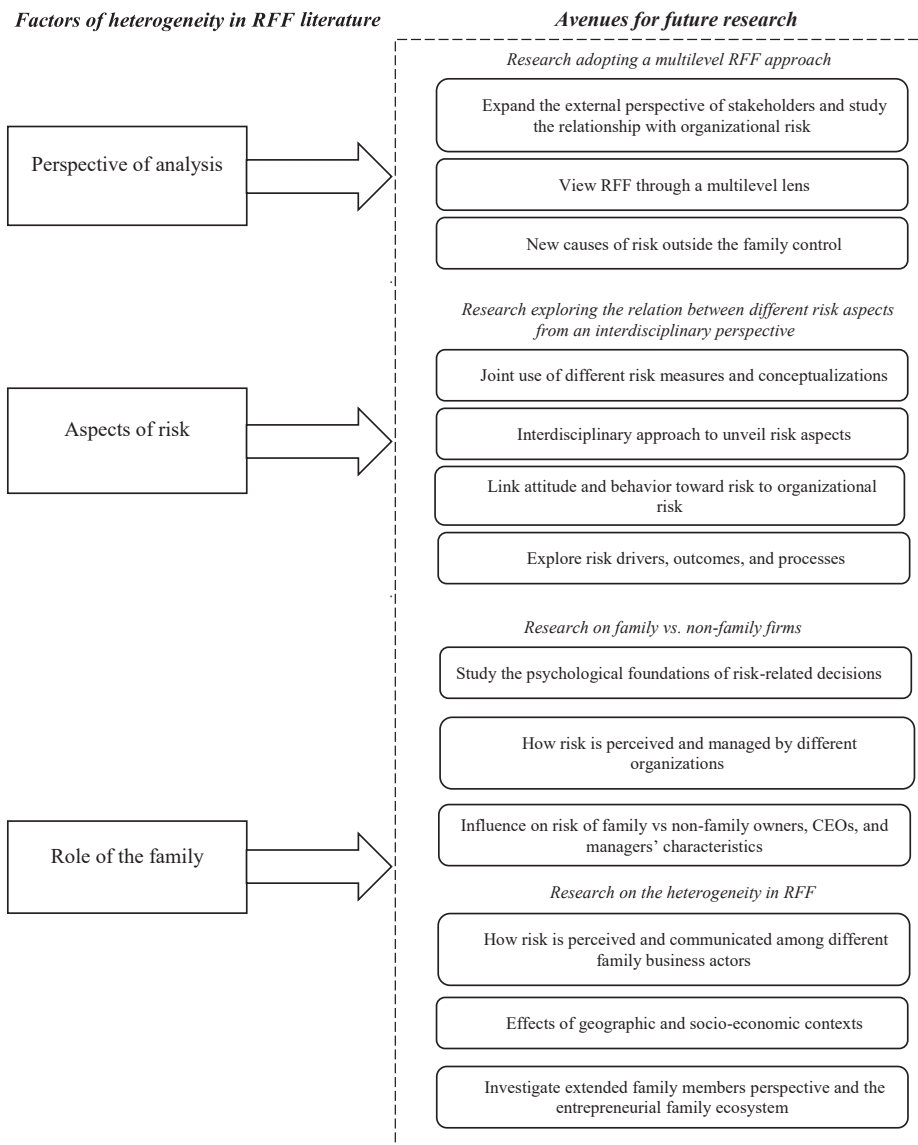 Factors of heterogeneity in RFF literature
Avenues for future research
Perspective of analysis
Research adopting a multilevel RFF approach
Expand the external perspective of stakeholders and study
the relationship with organizational risk
View RFF through a multilevel lens
New causes of risk outside the family control
Aspects of risk
Research exploring the relation between different risk aspects
from an interdisciplinary perspective
Joint use of different risk measures and conceptualizations
Interdisciplinary approach to unveil risk aspects
Link attitude and behavior toward risk to organizational
risk
Explore risk drivers, outcomes, and processes
Role of the family
Research on family vs. non-family firms
Study the psychological foundations of risk-related decisions
How risk is perceived and managed by different
organizations
Influence on risk of family vs non-family owners, CEOs, and
managers’ characteristics
Research on the heterogeneity in RFF
How risk is perceived and communicated among different
family business actors
Effects of geographic and socio-economic contexts
Investigate extended family members perspective and the
entrepreneurial family ecosystem